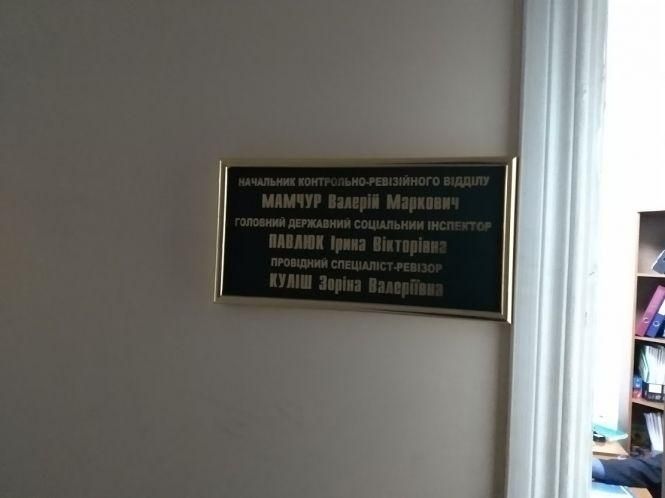 НАЧАЛЬНИК КОНТРОЛЬНО-РЕВІЗІЙНОГО ВІДДІЛУ
МАМЧУР Валерій Маркович
ГОЛОВНИЙ ДЕРЖАВНИЙ СОЦІАЛЬНИЙ ІНСПЕКТОР
ПАВЛЮК Ірина Вікторівна
ПРОВІДНИЙ СПЕЦІАЛІСТ-РЕВІЗОР
КУЛІШ Зоріна Валеріївна